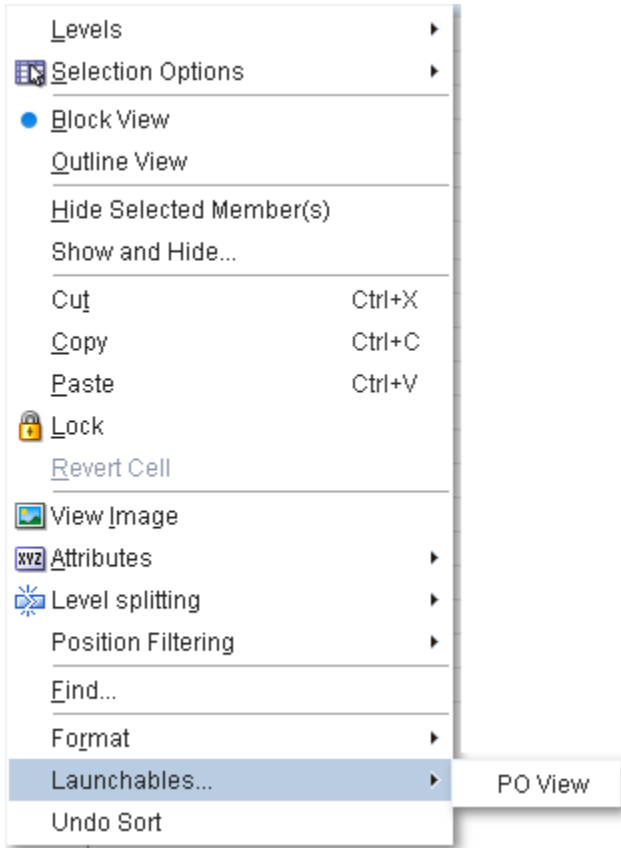 Levels
Selection Options
Block View
Outline View
Hide Selected Member(s)
Show and Hide...
Cut Ctrl+X
Copy Ctrl+C
Paste Ctrl+V
Lock
Revert Cell
View Image
XYZ Attributes
Level splitting
Position Filtering
Find...
Format
Launchables... PO View
Undo Sort